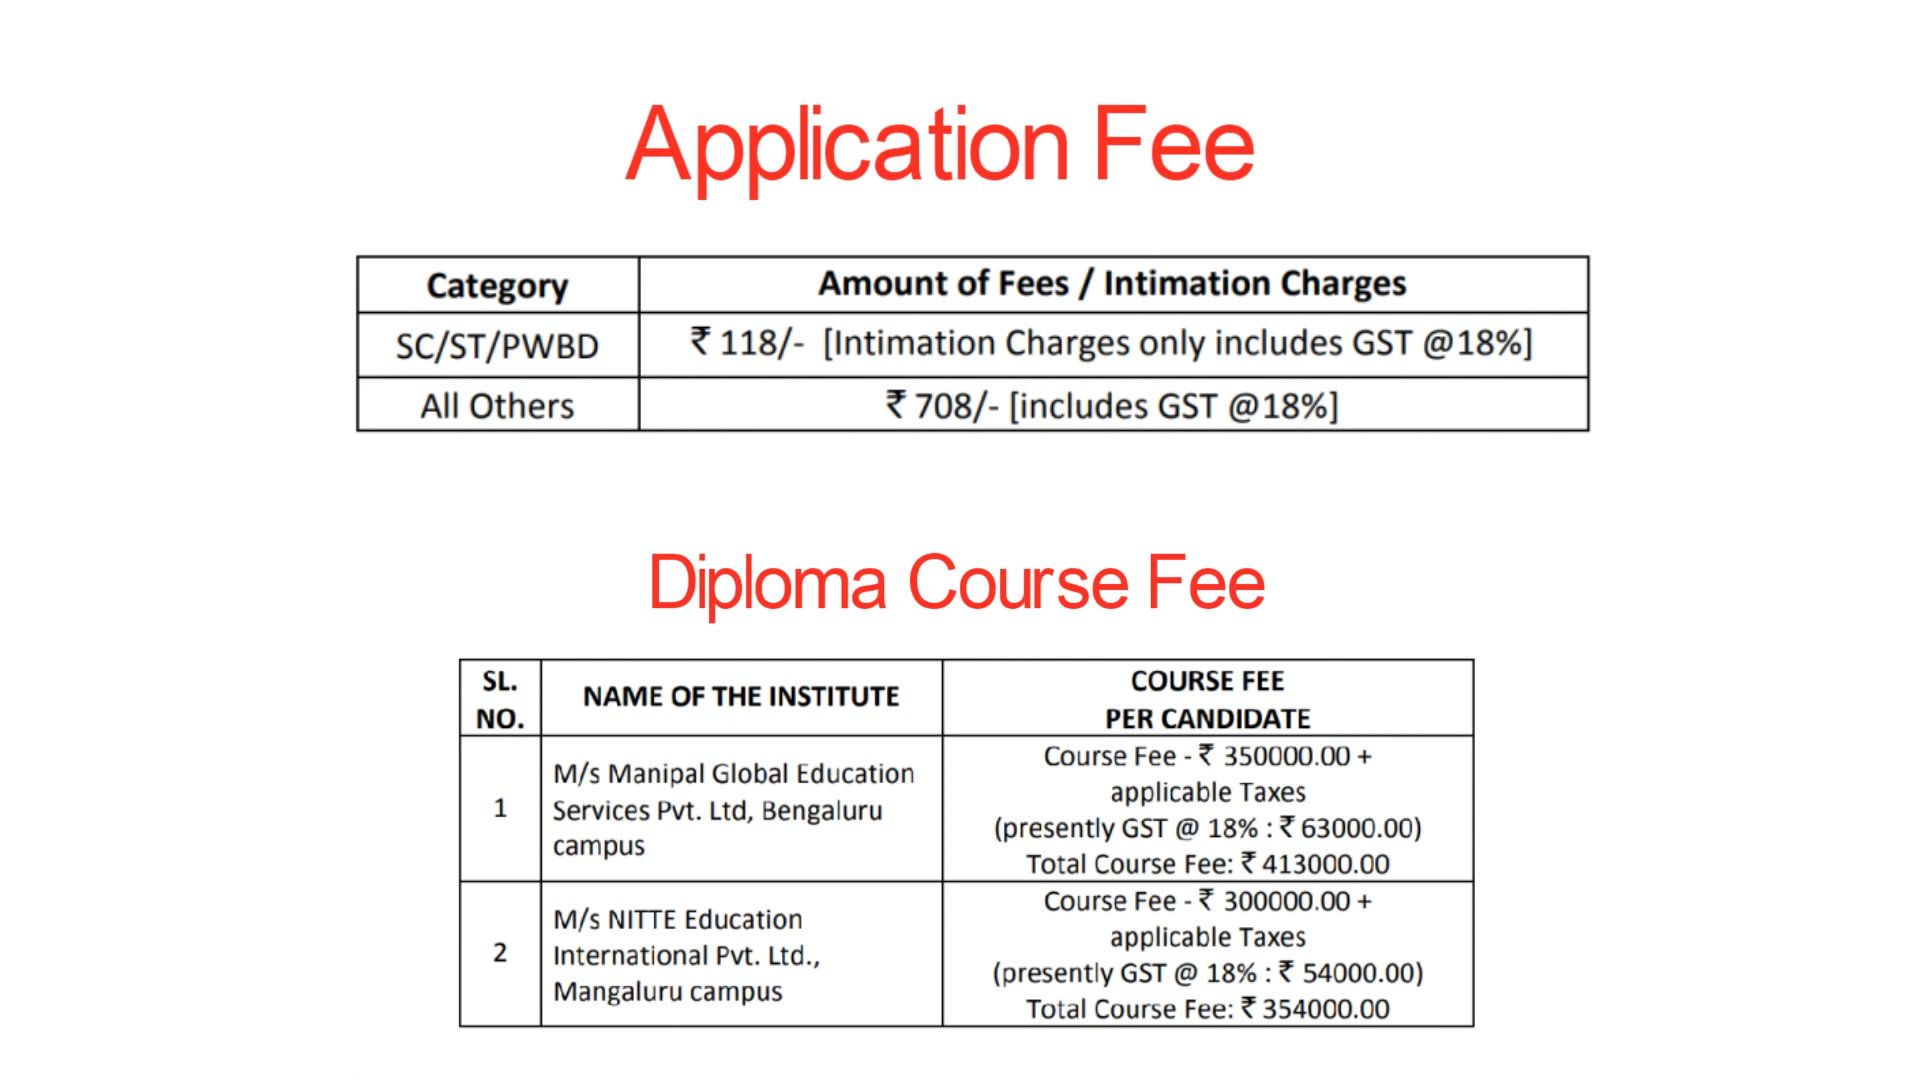 Application Fee
Category
Amount of Fees / Intimation Charges
SC/ST/PWBD
₹ 118/- [Intimation Charges only includes GST @18%]
All Others
₹ 708/- [includes GST @18%]
Diploma Course Fee
SL.
NO.
NAME OF THE INSTITUTE
COURSE FEE
PER CANDIDATE
1
M/s Manipal Global Education
Services Pvt. Ltd, Bengaluru
campus
Course Fee - ₹ 350000.00 +
applicable Taxes
(presently GST @ 18% : ₹ 63000.00)
Total Course Fee: ₹ 413000.00
2
M/s NITTE Education
International Pvt. Ltd.,
Mangaluru campus
Course Fee - ₹ 300000.00 +
applicable Taxes
(presently GST @ 18% : ₹ 54000.00)
Total Course Fee: ₹ 354000.00